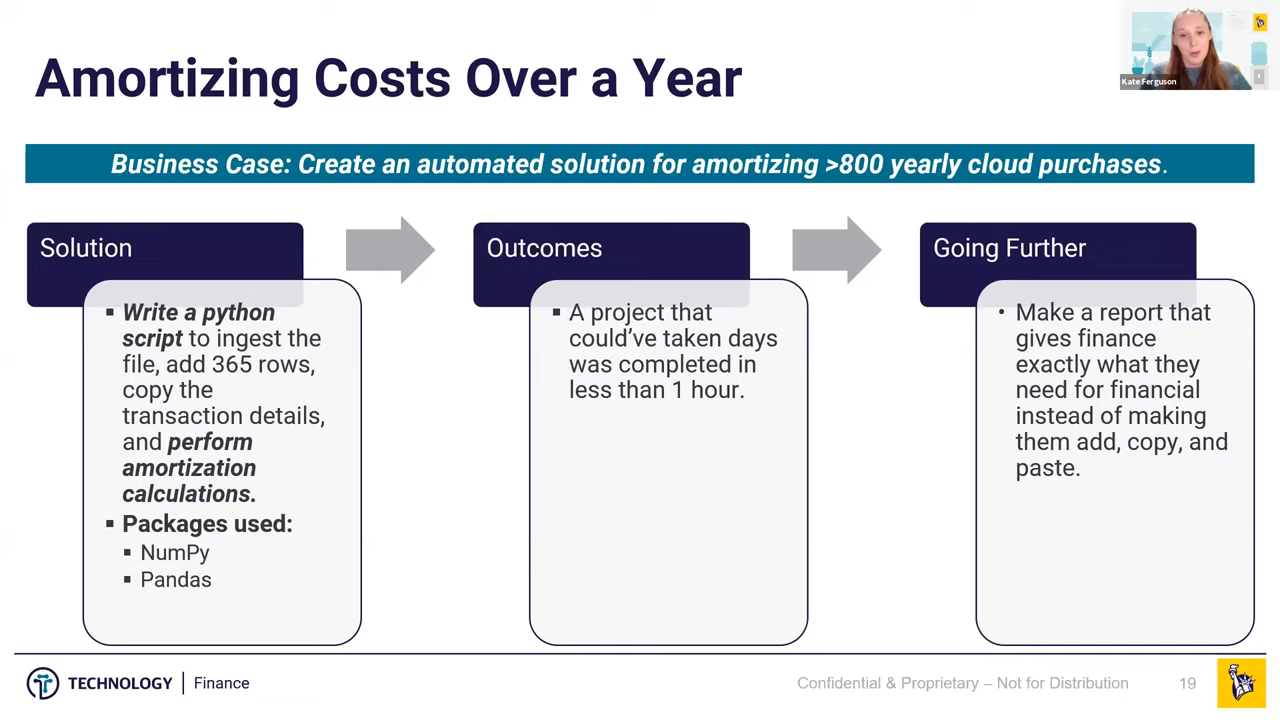 Amortizing Costs Over a Year
Kate Ferguson
Business Case: Create an automated solution for amortizing >800 yearly cloud purchases.
Solution
▪ Write a python
script to ingest the
file, add 365 rows,
copy the
transaction details,
and perform
amortization
calculations.
▪ Packages used:
▪ NumPy
▪ Pandas
Outcomes
▪ A project that
could’ve taken days
was completed in
less than 1 hour.
Going Further
• Make a report that
gives finance
exactly what they
need for financial
instead of making
them add, copy, and
paste.
TECHNOLOGY | Finance
Confidential & Proprietary – Not for Distribution
19